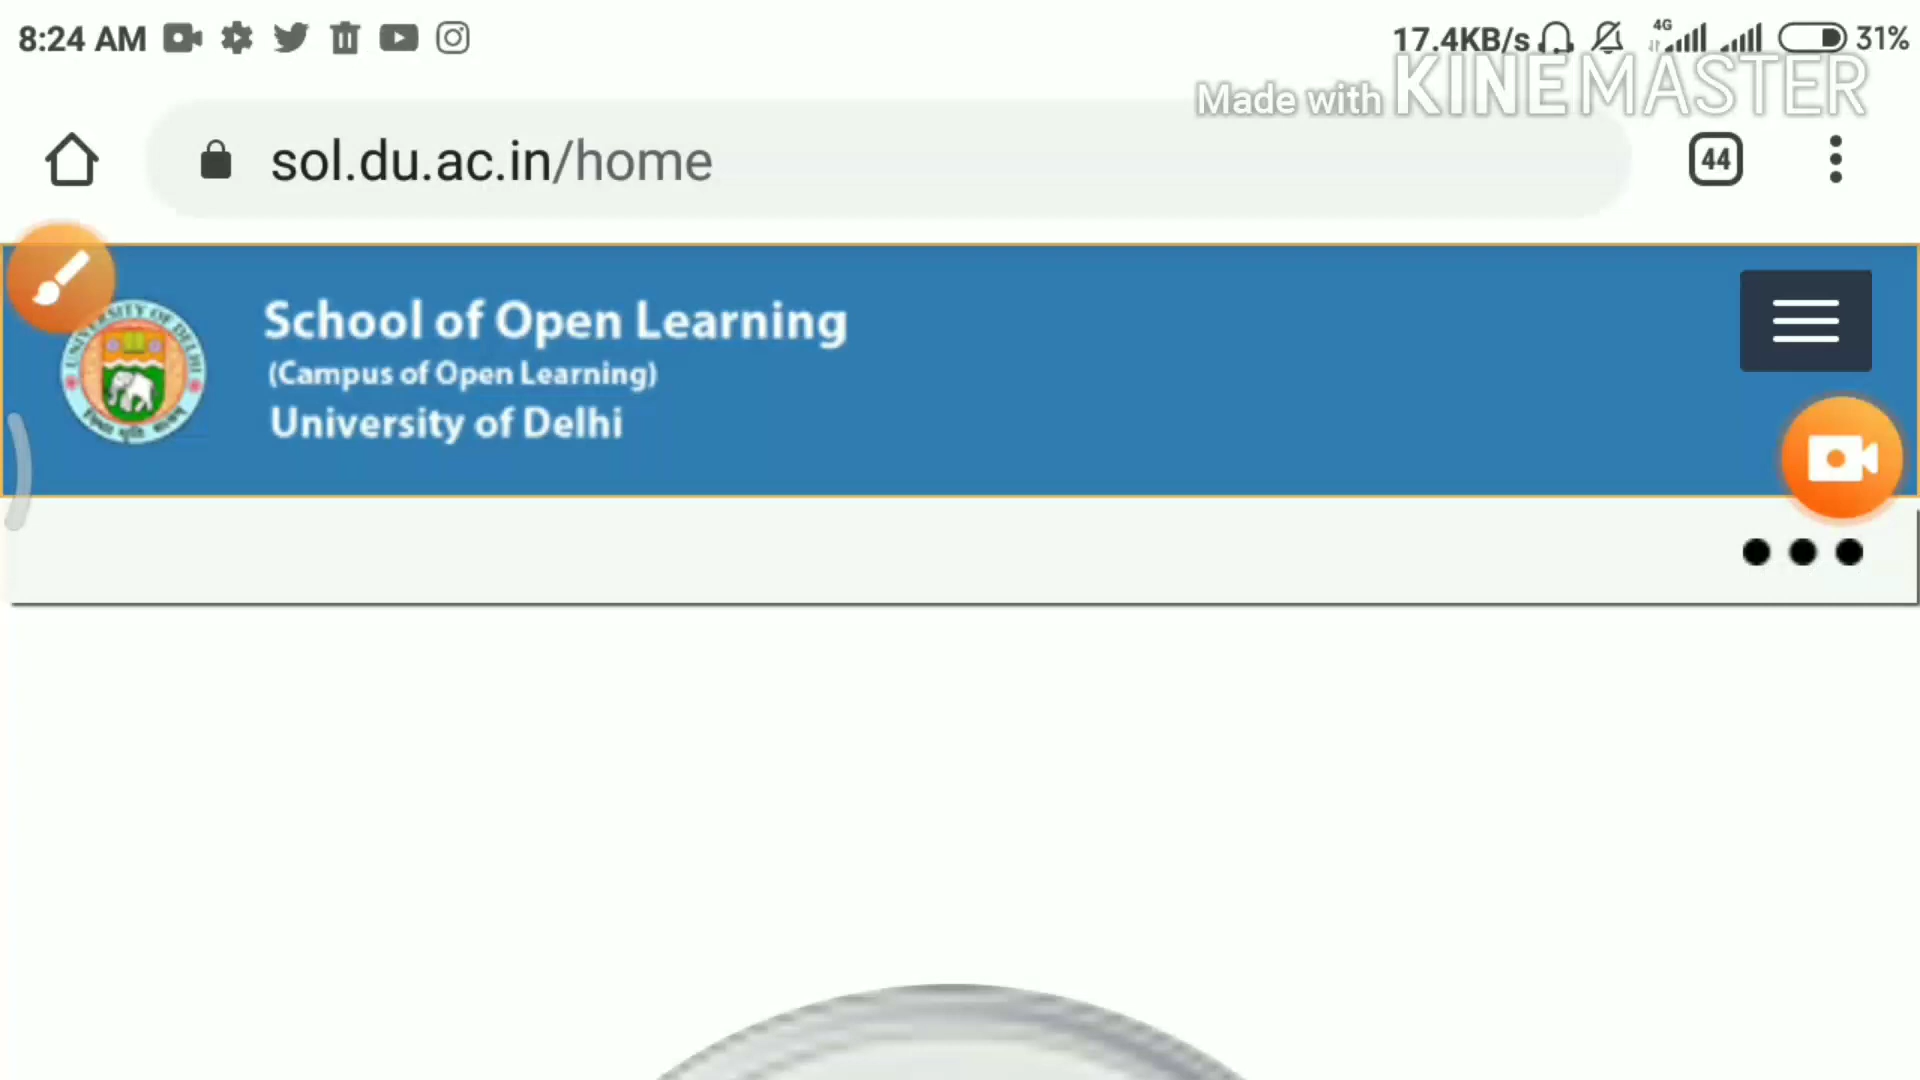 8:24 AM
17.4KB/s 4G 31%
Made with KINEMASTER
sol.du.ac.in/home
44
School of Open Learning
(Campus of Open Learning)
University of Delhi